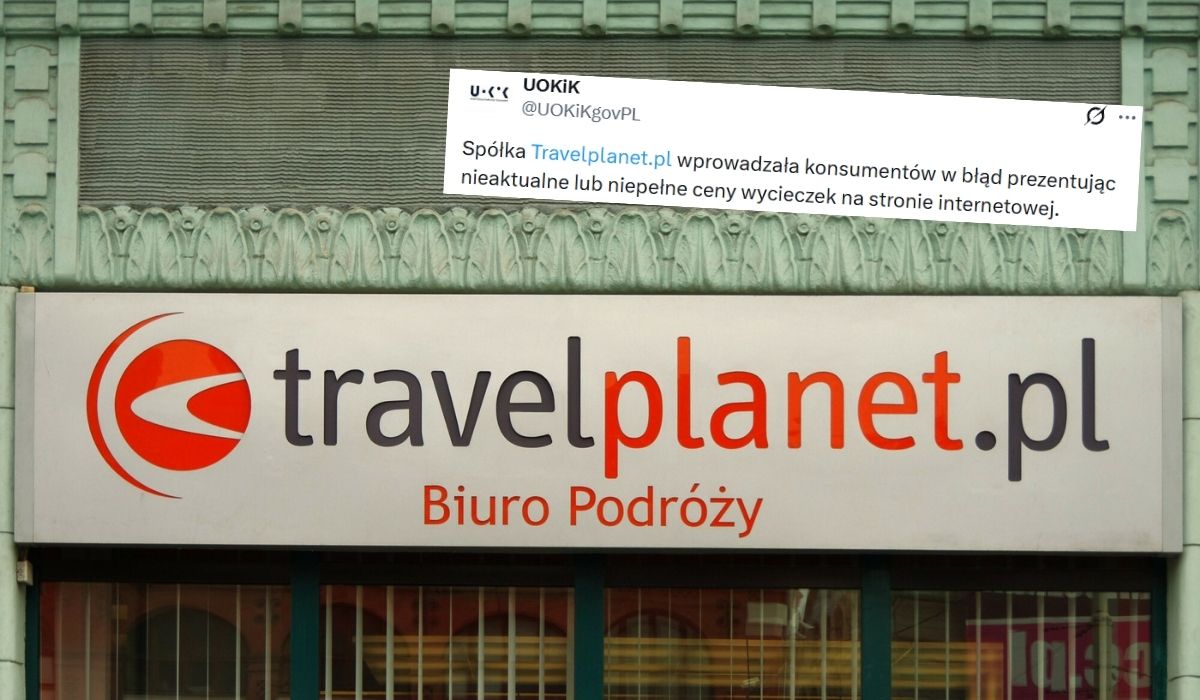 UOKiK
@UOKiKgovPL
Spółka Travelplanet.pl wprowadzała konsumentów w błąd prezentując
nieaktualne lub niepełne ceny wycieczek na stronie internetowej.
travelplanet.pl
Biuro Podróży